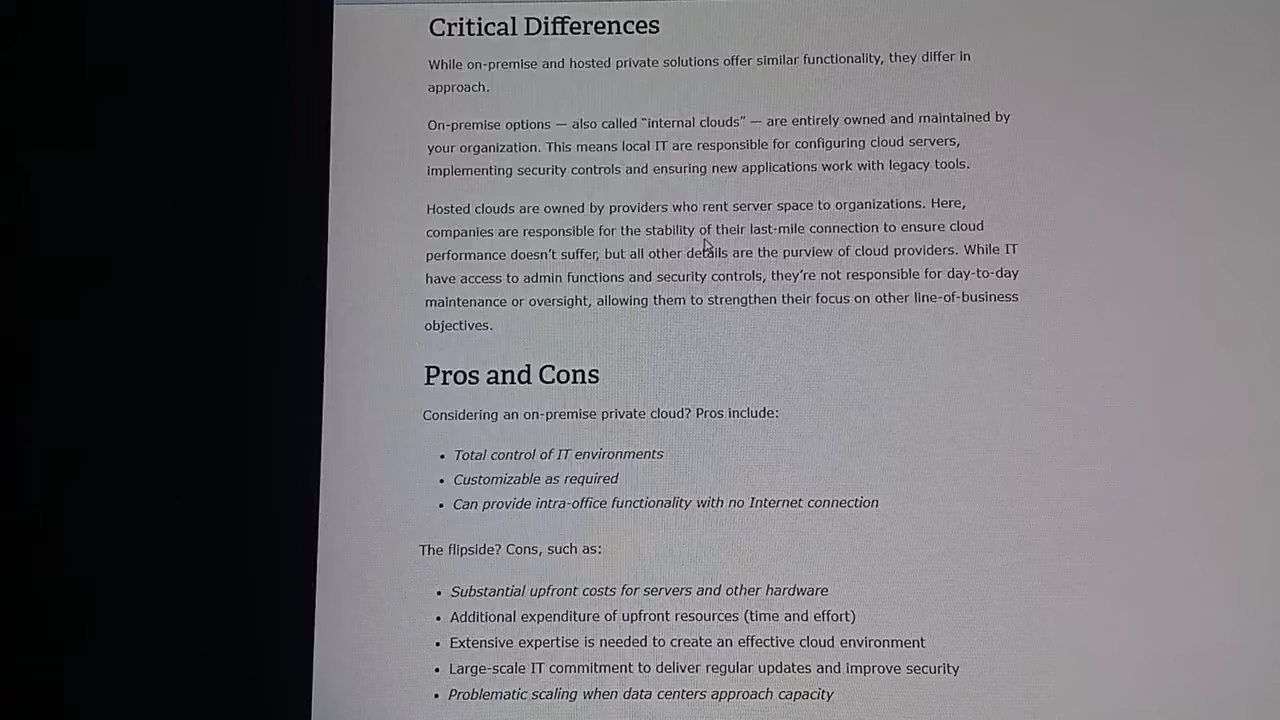 Critical Differences
While on-premise and hosted private solutions offer similar functionality, they differ in
approach.
On-premise options — also called “internal clouds” — are entirely owned and maintained by
your organization. This means local IT are responsible for configuring cloud servers,
implementing security controls and ensuring new applications work with legacy tools.
Hosted clouds are owned by providers who rent server space to organizations. Here,
companies are responsible for the stability of their last-mile connection to ensure cloud
performance doesn’t suffer, but all other details are the purview of cloud providers. While IT
have access to admin functions and security controls, they’re not responsible for day-to-day
maintenance or oversight, allowing them to strengthen their focus on other line-of-business
objectives.
Pros and Cons
Considering an on-premise private cloud? Pros include:
• Total control of IT environments
• Customizable as required
• Can provide intra-office functionality with no Internet connection
The flipside? Cons, such as:
• Substantial upfront costs for servers and other hardware
• Additional expenditure of upfront resources (time and effort)
• Extensive expertise is needed to create an effective cloud environment
• Large-scale IT commitment to deliver regular updates and improve security
• Problematic scaling when data centers approach capacity